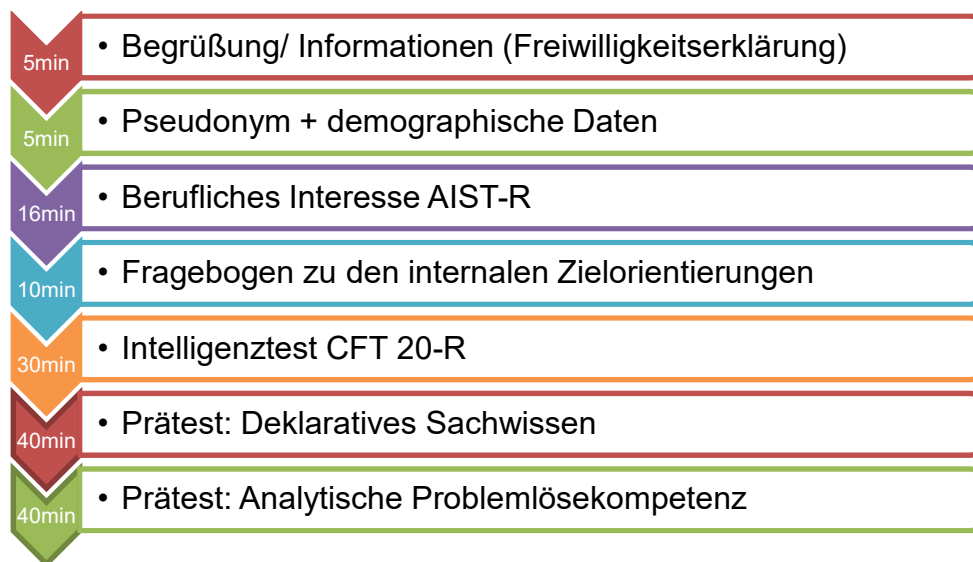 5min
• Begrüßung/ Informationen (Freiwilligkeitserklärung)
5min
• Pseudonym + demographische Daten
16min
• Berufliches Interesse AIST-R
10min
• Fragebogen zu den internalen Zielorientierungen
30min
• Intelligenztest CFT 20-R
40min
• Prätest: Deklaratives Sachwissen
40min
• Prätest: Analytische Problemlösekompetenz